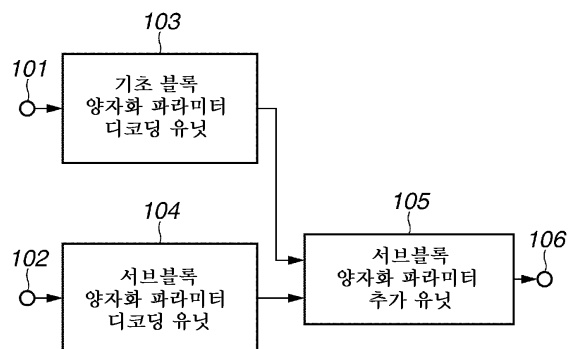 103
101
기초 블록
양자화 파라미터
디코딩 유닛
104
105
102
106
서브블록
양자화 파라미터
디코딩 유닛
서브블록
양자화 파라미터
추가 유닛